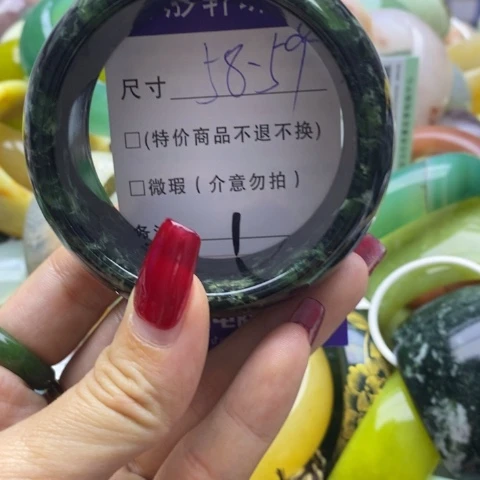 尺寸 58-59
□(特价商品不退不换)
□微瑕(介意勿拍)